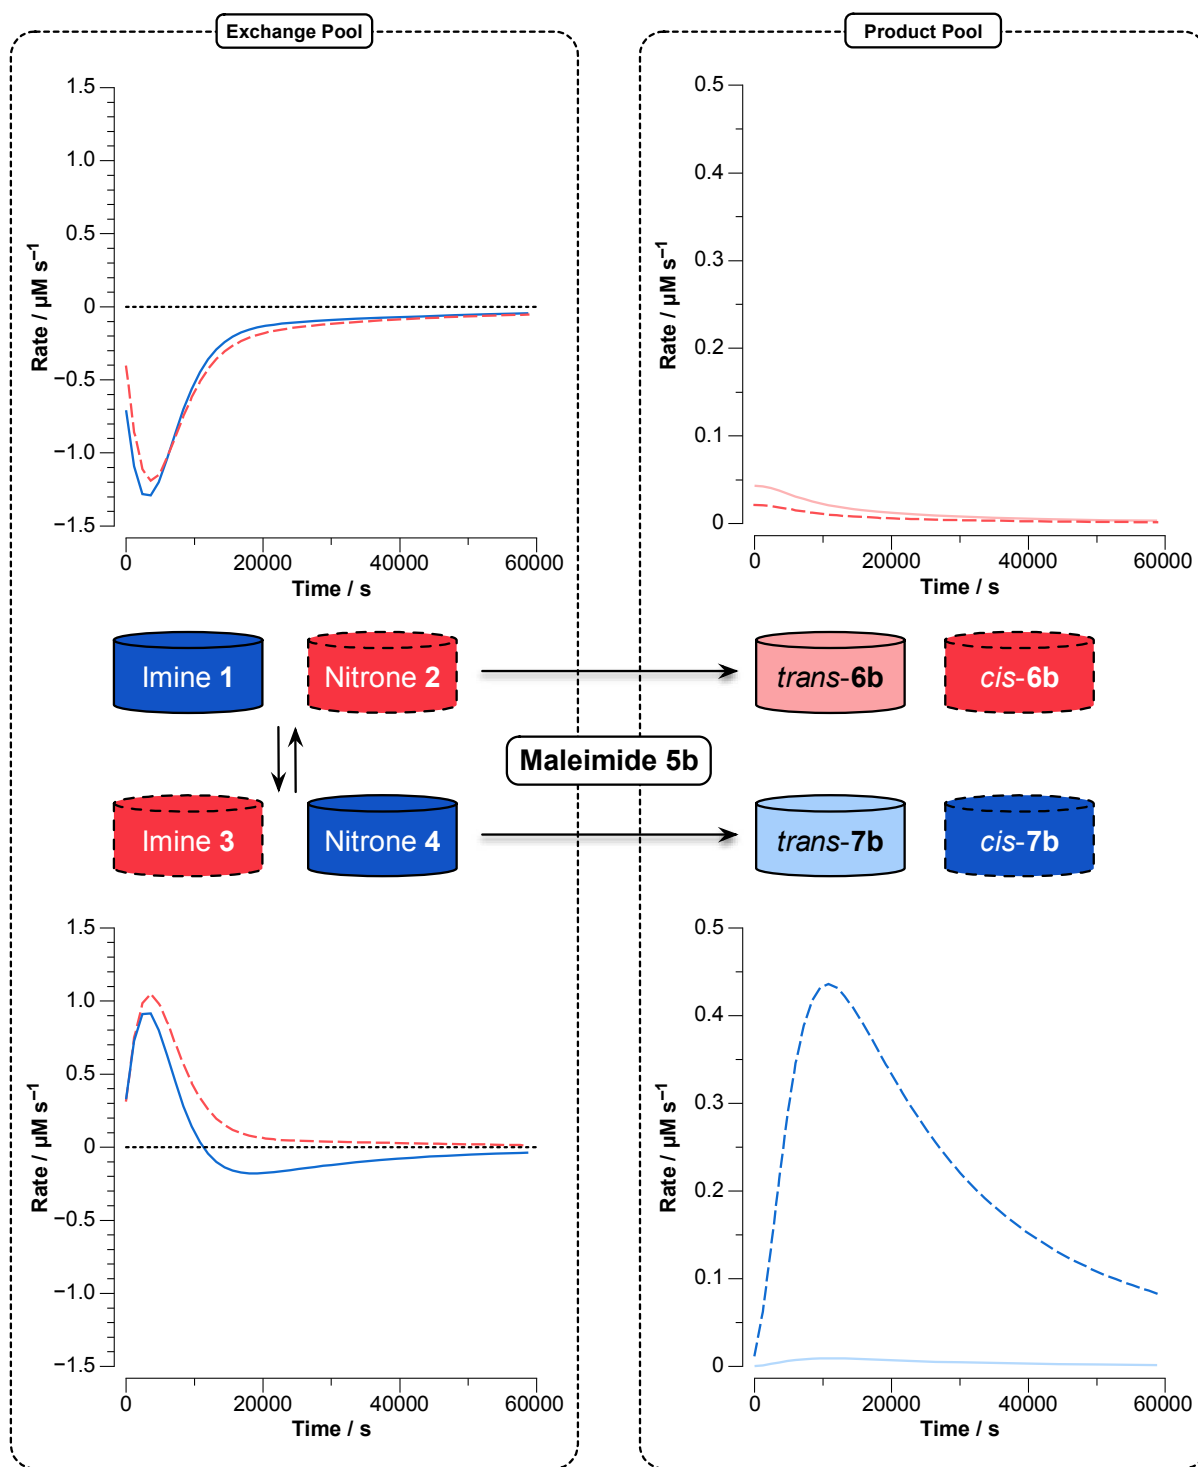 Exchange Pool
Product Pool
Rate / µM s⁻¹
1.5
1.0
0.5
0
−0.5
−1.0
−1.5
0 20000 40000 60000
Time / s
Rate / µM s⁻¹
0.5
0.4
0.3
0.2
0.1
0
0 20000 40000 60000
Time / s
Imine 1
Nitrone 2
trans-6b
cis-6b
Maleimide 5b
Imine 3
Nitrone 4
trans-7b
cis-7b
Rate / µM s⁻¹
1.5
1.0
0.5
0
−0.5
−1.0
−1.5
0 20000 40000 60000
Time / s
Rate / µM s⁻¹
0.5
0.4
0.3
0.2
0.1
0
0 20000 40000 60000
Time / s